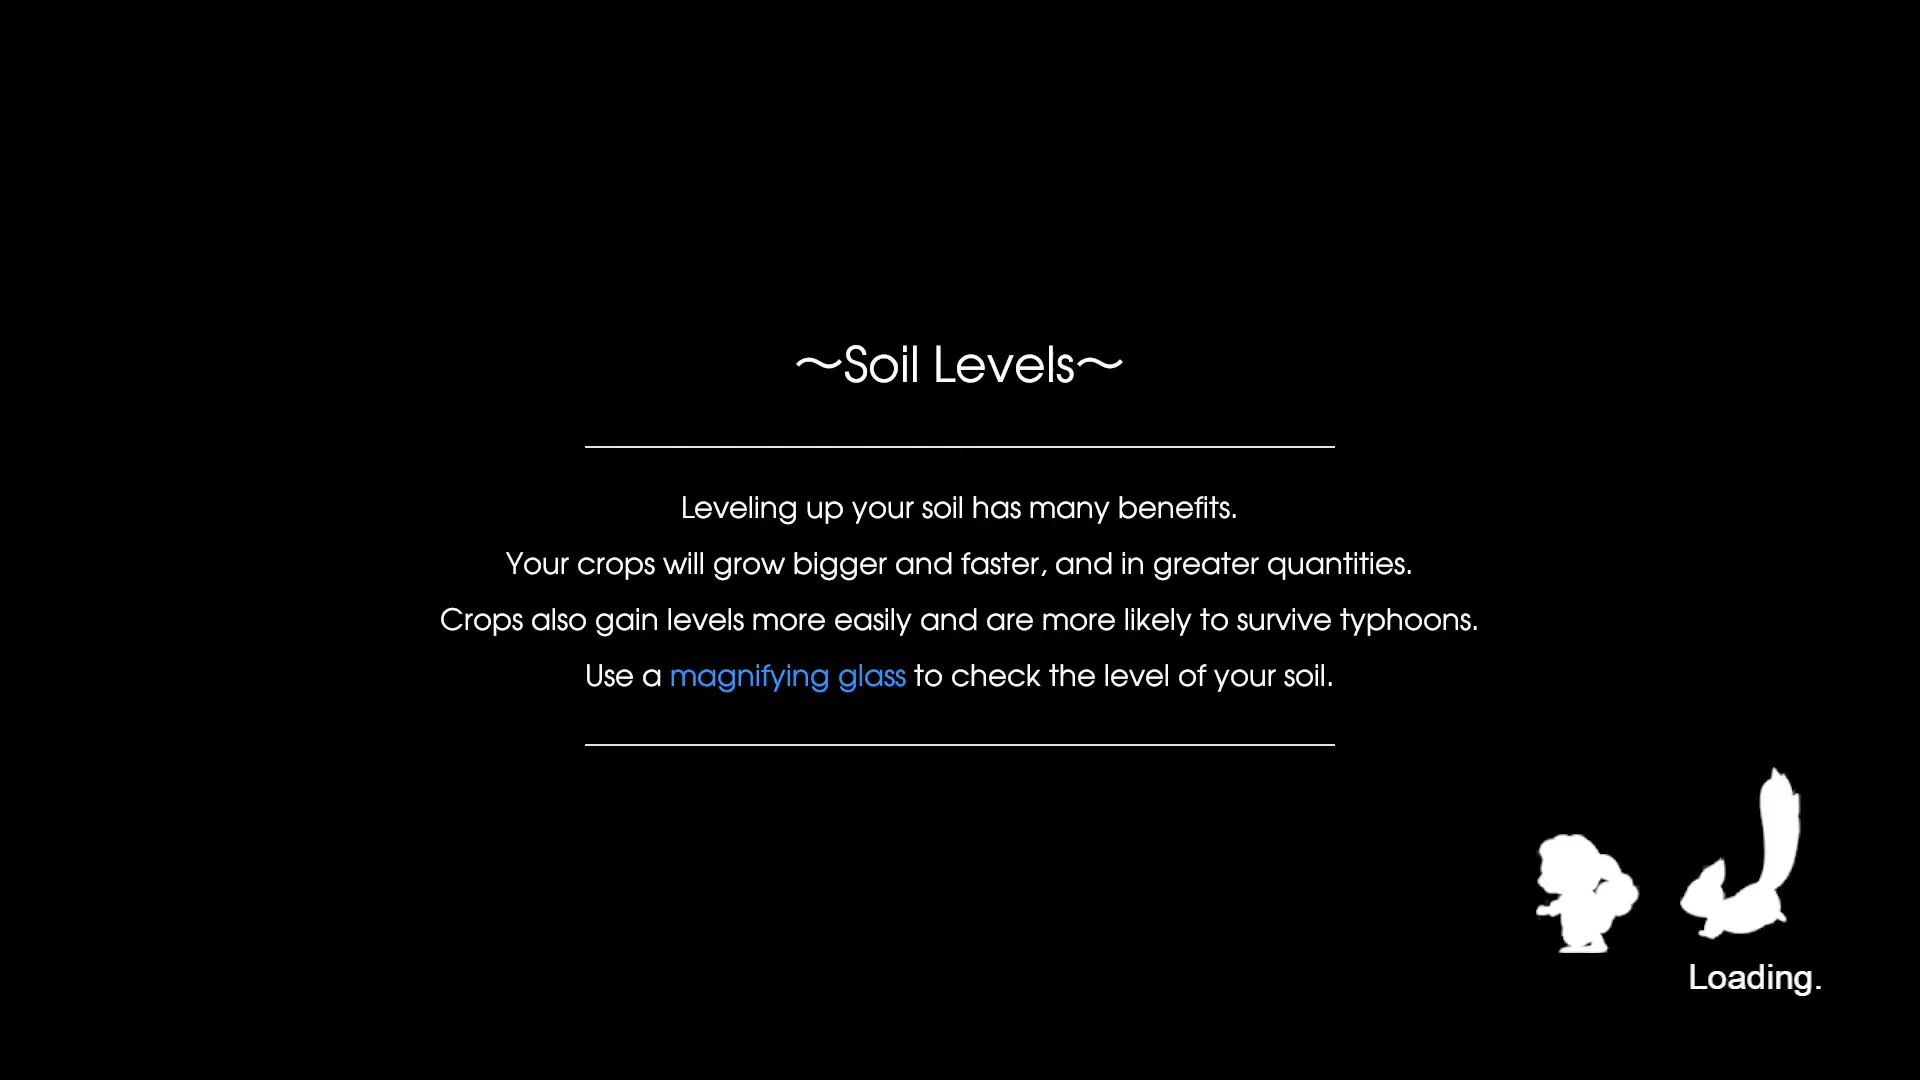 ～Soil Levels～
Leveling up your soil has many benefits.
Your crops will grow bigger and faster, and in greater quantities.
Crops also gain levels more easily and are more likely to survive typhoons.
Use a magnifying glass to check the level of your soil.
Loading.